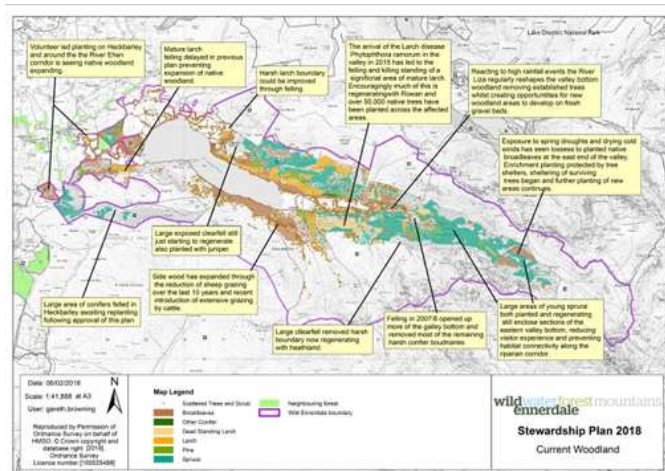 Lake District National Park
Volunteer led planting on Heckbarley
and around the the River Ehen
corridor is seeing native woodland
expanding.
Mature larch
felling delayed in previous
plan preventing
expansion of native
woodland.
Harsh larch boundary
could be improved
through felling.
The arrival of the Larch disease
Phytophthora ramorum in the
valley in 2015 has led to the
felling and killing standing of a
significant area of mature larch.
Encouragingly much of this is
regenerating with Rowan and
over 50,000 native trees have
been planted across the affected
areas.
Reacting to high rainfall events the River
Liza regularly reshapes the valley bottom
woodland removing established trees
whilst creating opportunities for new
woodland areas to develop on fresh
gravel beds.
Exposure to spring droughts and drying cold
winds has seen losses to planted native
broadleaves at the east end of the valley.
Enrichment planting protected by tree
shelters, sheltering of surviving
trees began and further planting of new
areas continues.
Large exposed clearfell still
just starting to regenerate
also planted with juniper.
Side wood has expanded through
the reduction of sheep grazing
over the last 10 years and recent
introduction of extensive grazing
by cattle.
Large area of conifers felled in
Heckbarley awaiting replanting
following approval of this plan
Large clearfell removed harsh
boundary now regenerating
with heathland.
Felling in 2007/8 opened up
more of the galley bottom and
removed most of the remaining
harsh conifer boudnaries.
Large areas of young spruce
both planted and regenerating
still enclose sections of the
eastern valley bottom, reducing
visitor experience and preventing
habitat connectivity along the
riparian corridor.
Date: 06/02/2018
Scale: 1:41,888 at A3
User: gareth.browning
N
Reproduced by Permission of
Ordnance Survey on behalf of
HMSO. © Crown copyright and
database right [2018].
Ordnance Survey
Licence number [100025498]
Map Legend
Scattered Trees and Scrub
Broadleaves
Other Conifer
Dead Standing Larch
Larch
Pine
Spruce
Neighbouring forest
Wild Ennerdale boundary
wildwaterforestmountains
ennerdale
Stewardship Plan 2018
Current Woodland